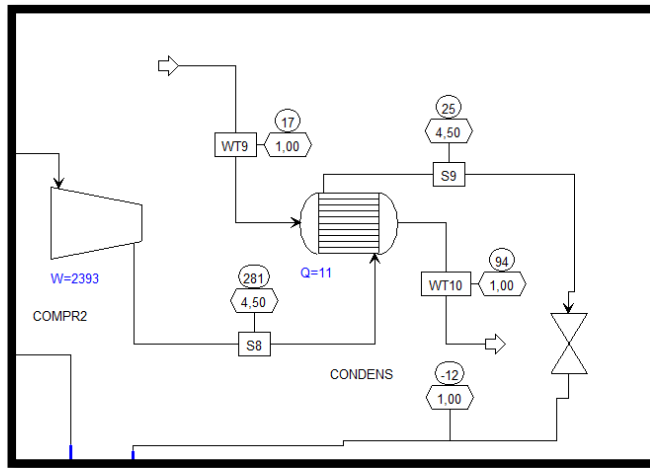 17
WT9
1,00
25
4,50
S9
W=2393
COMPR2
281
4,50
S8
Q=11
94
WT10
1,00
CONDENS
-12
1,00